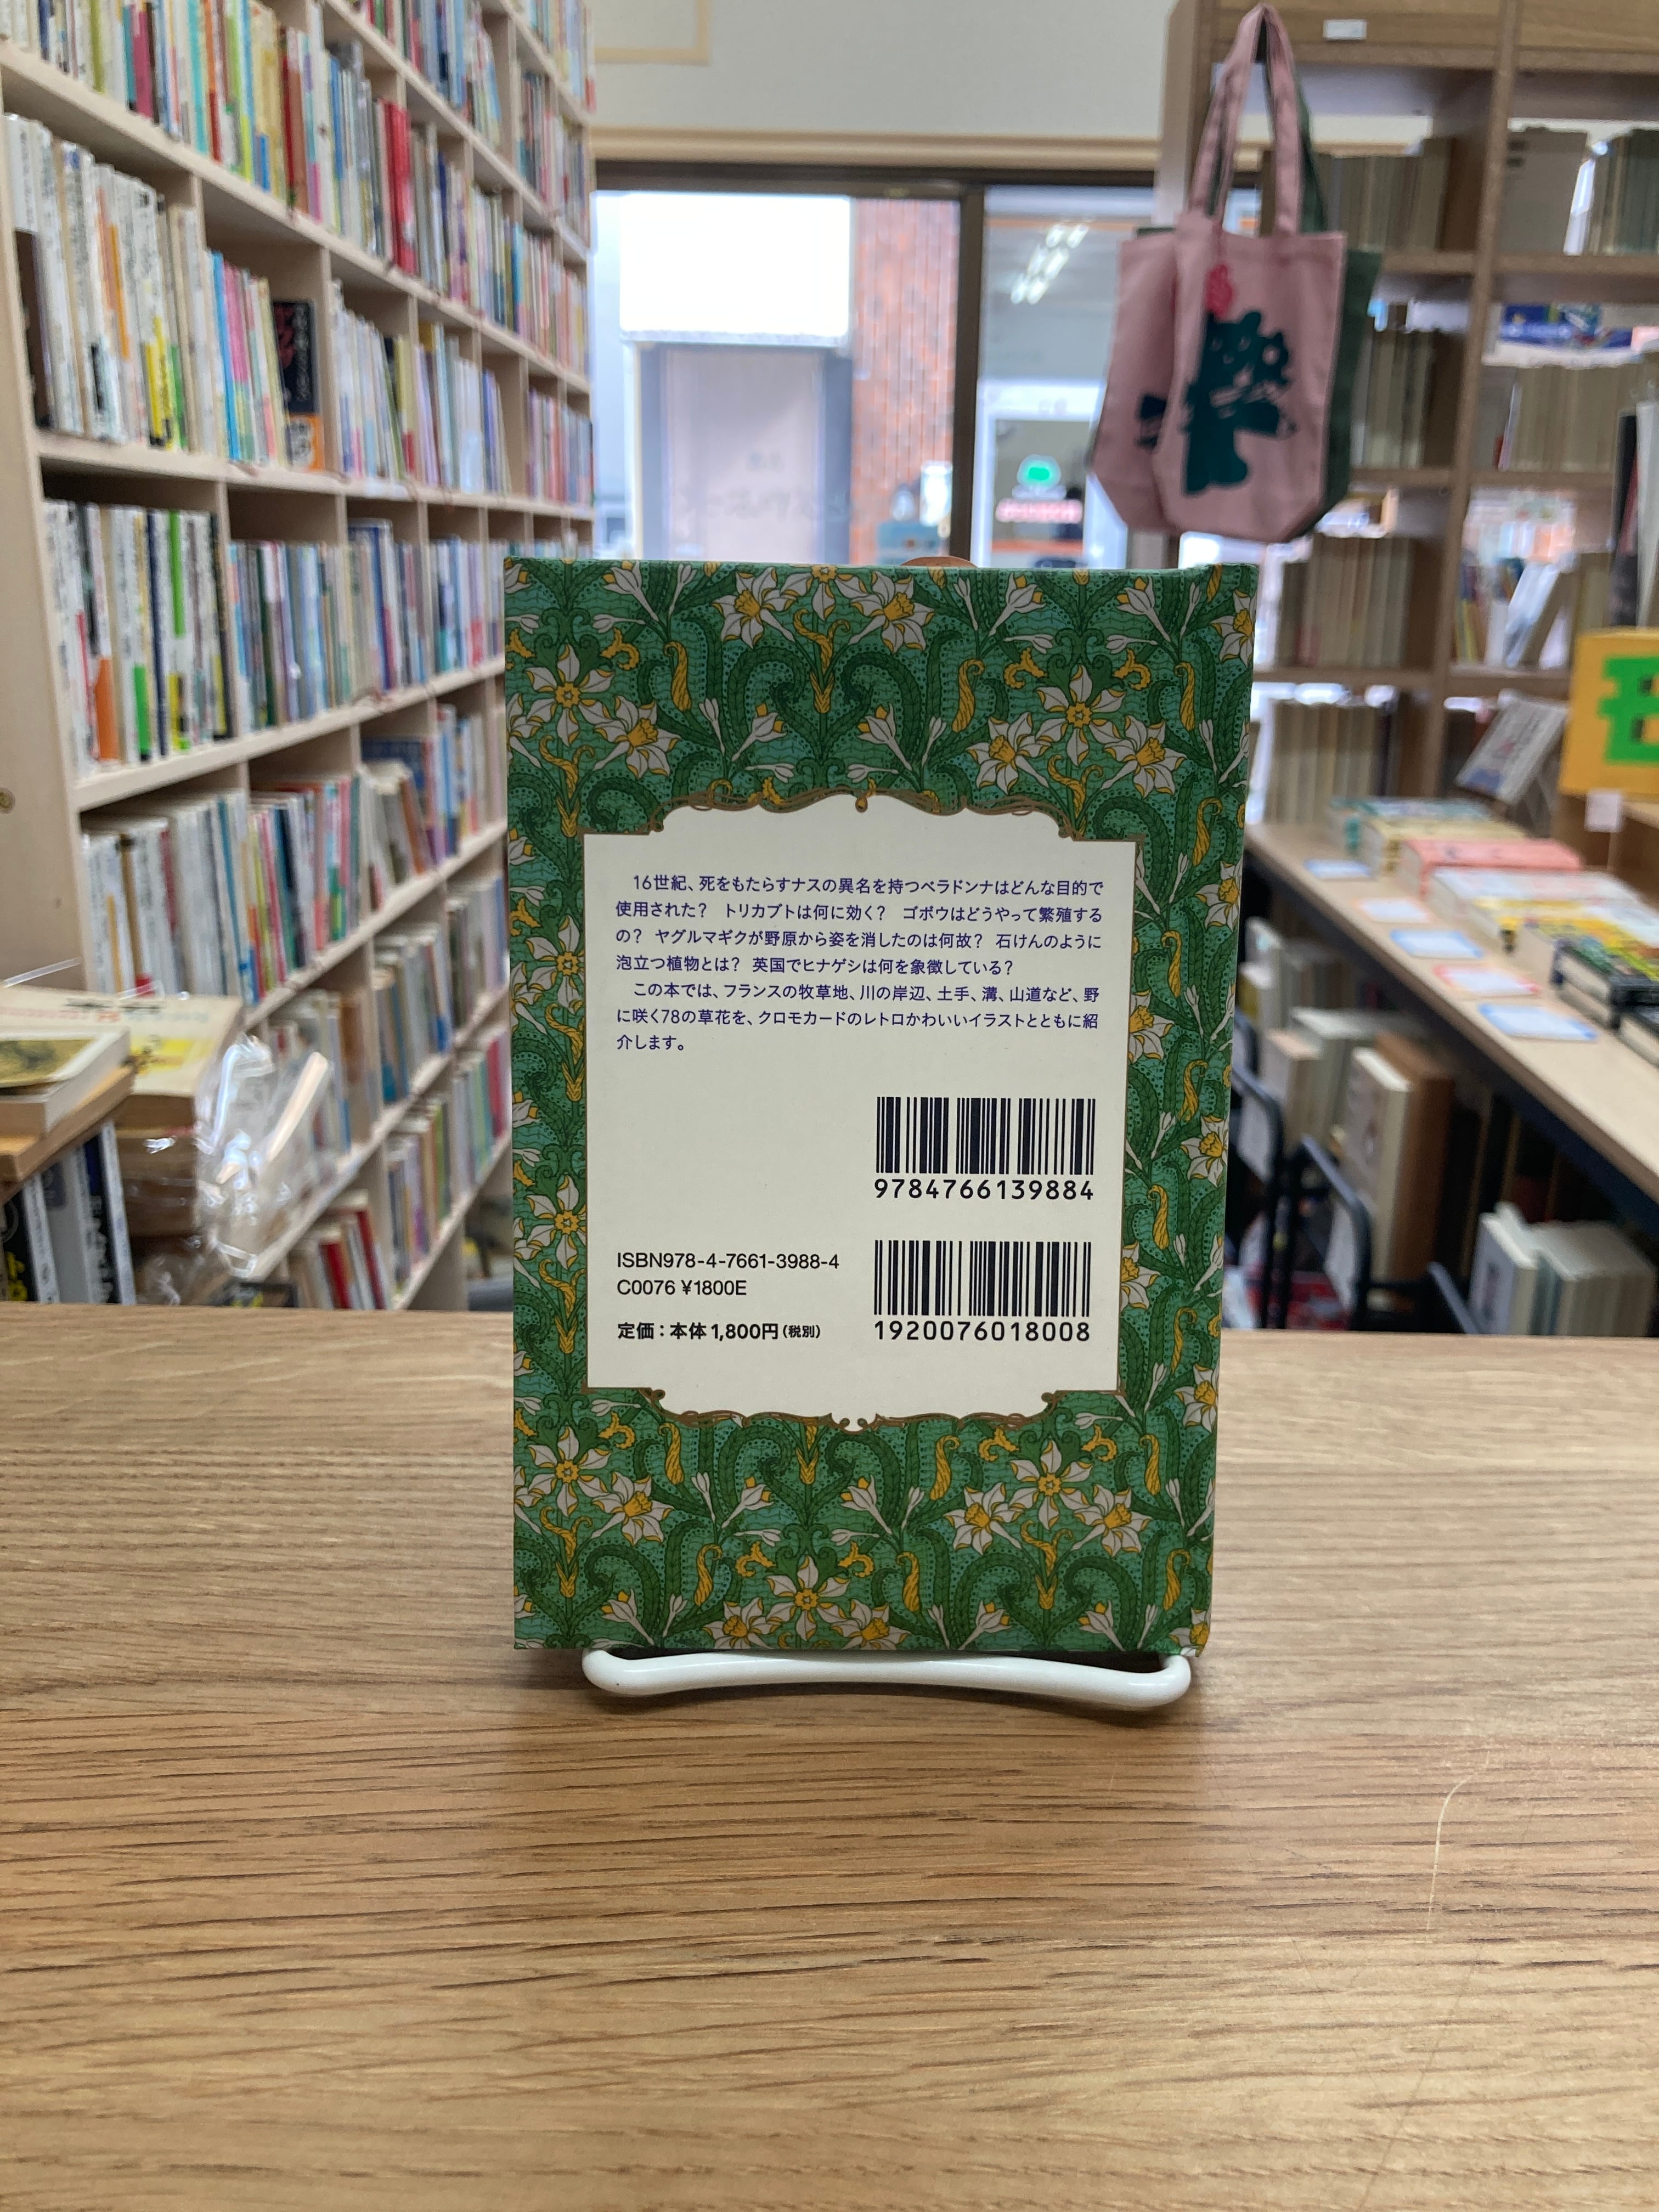 16世紀、死をもたらすナスの異名を持つベラドンナはどんな目的で
使用された? トリカブトは何に効く? ゴボウはどうやって繁殖する
の? ヤグルマギクが野原から姿を消したのは何故? 石けんのように
泡立つ植物とは? 英国でヒナゲシは何を象徴している?
この本では、フランスの牧草地、川の岸辺、土手、溝、山道など、野
に咲く78の草花を、クロモカードのレトロかわいいイラストとともに紹
介します。
9784766139884
ISBN978-4-7661-3988-4
C0076 ¥1800E
定価：本体1,800円（税別）
1920076018008